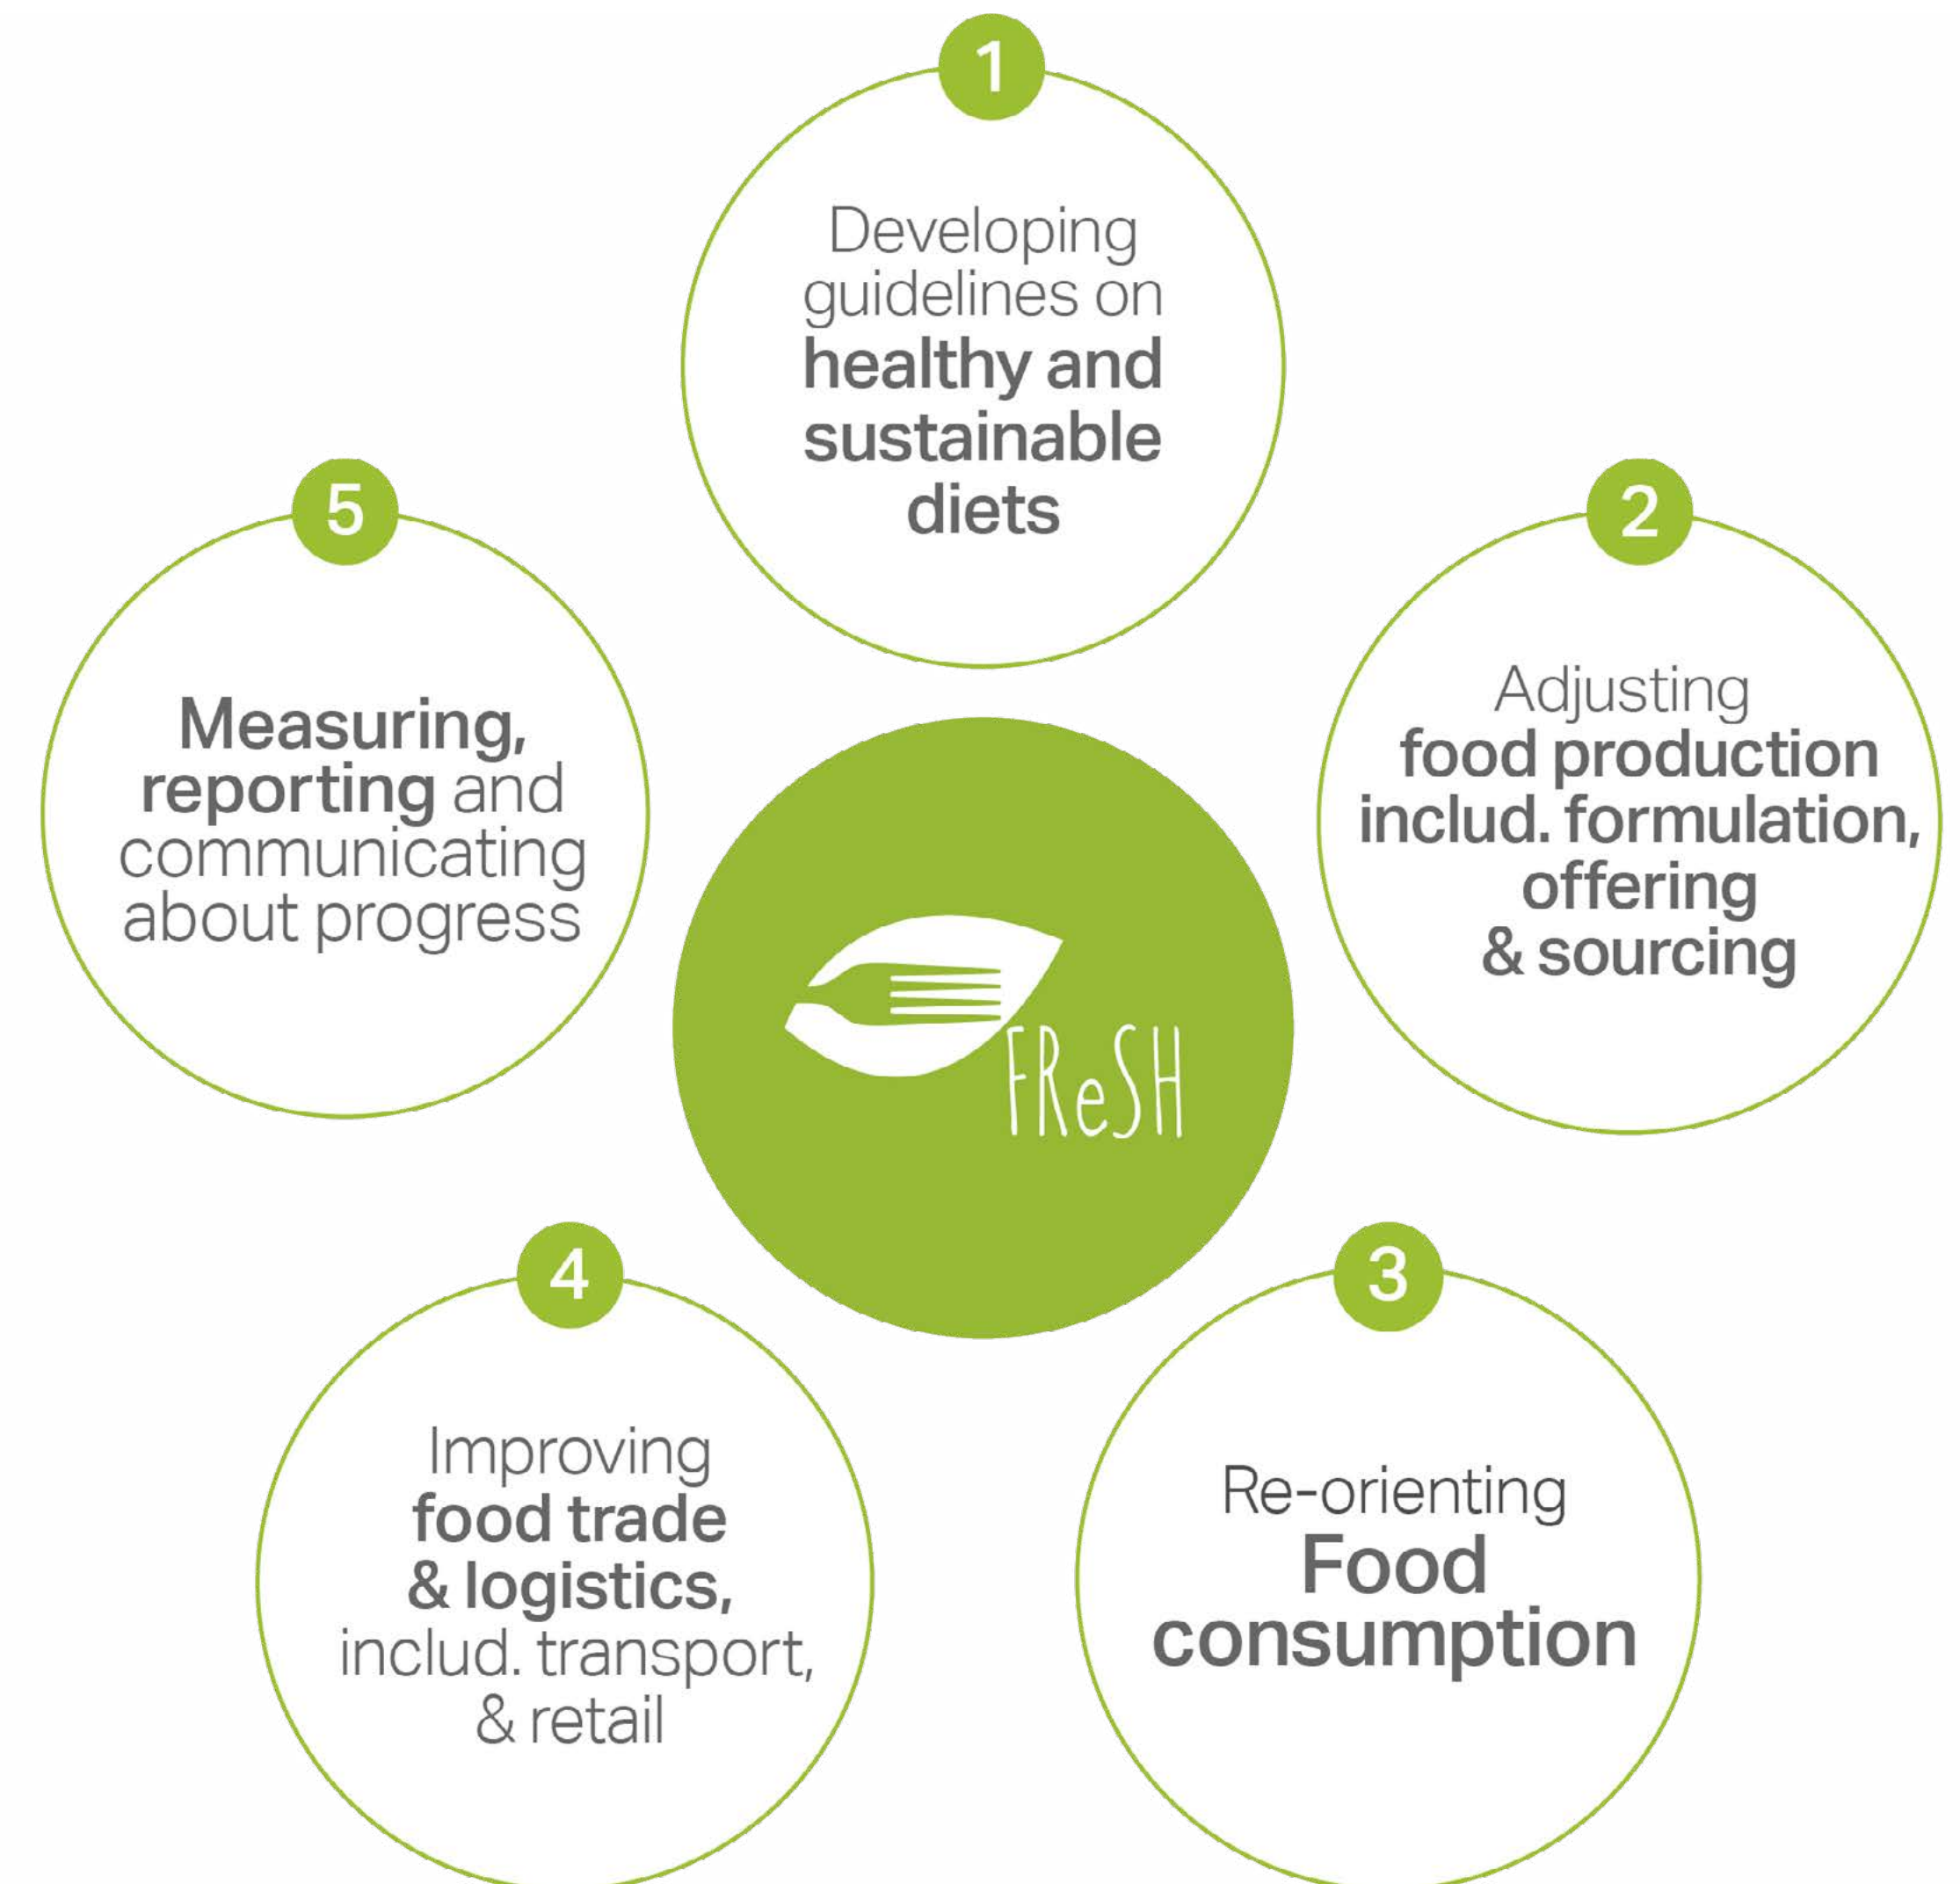 1
Developing
guidelines on
healthy and
sustainable
diets
2
Adjusting
food production
includ. formulation,
offering
& sourcing
3
Re-orienting
Food
consumption
4
Improving
food trade
& logistics,
includ. transport,
& retail
5
Measuring,
reporting and
communicating
about progress
FReSH